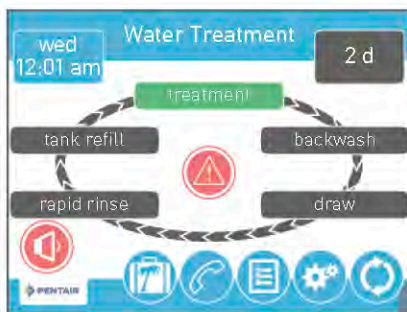 wed
12:01 am
Water Treatment
2 d
treatment
tank refill
backwash
rapid rinse
draw
PENTAIR